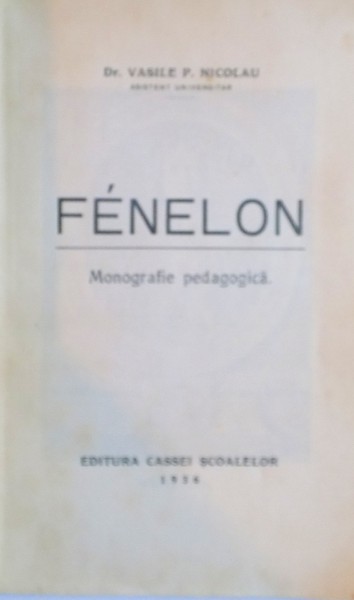 Dr. VASILE P. NICOLAU
ASISTENT UNIVERSITAR
FÉNELON
Monografie pedagogică.
EDITURA CASSEI ȘCOALELOR
1936